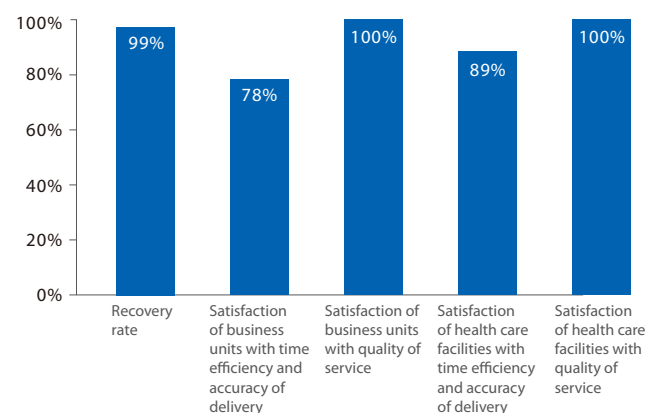 100%
80%
60%
40%
20%
0%
99%
78%
100%
89%
100%
Recovery
rate
Satisfaction
of business
units with time
efficiency and
accuracy of
delivery
Satisfaction of
business units
with quality of
service
Satisfaction
of health care
facilities with
time efficiency
and accuracy
of delivery
Satisfaction
of health care
facilities with
quality of
service